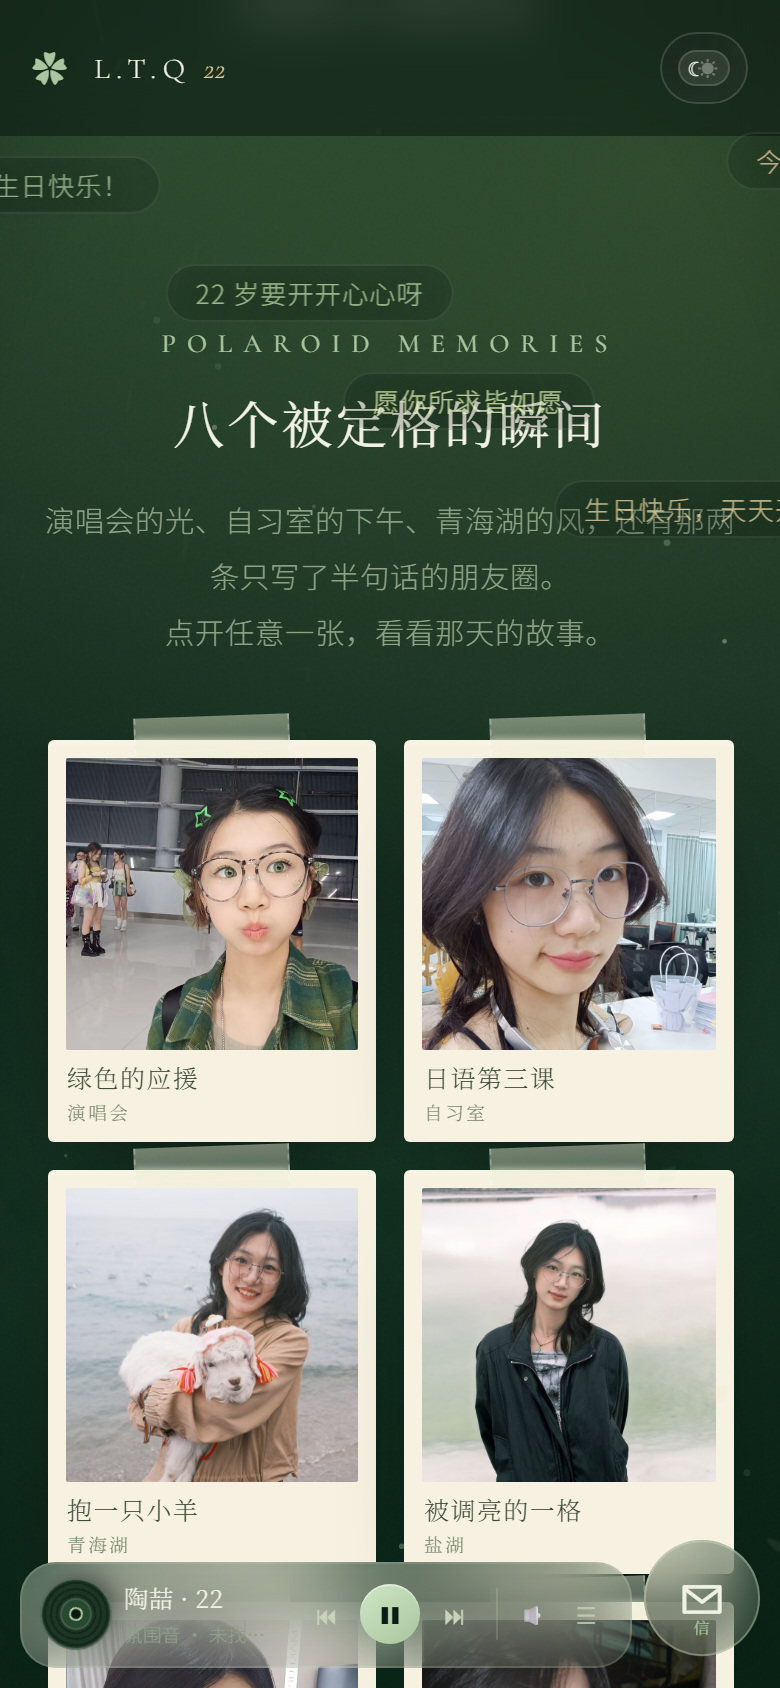 L.T.Q 22
生日快乐！
今
22 岁要开开心心呀
POLAROID MEMORIES
愿你所求皆如愿
八个被定格的瞬间
生日快乐，天天
演唱会的光、自习室的下午、青海湖的风，还有那两
条只写了半句话的朋友圈。
点开任意一张，看看那天的故事。
绿色的应援
演唱会
日语第三课
自习室
抱一只小羊
青海湖
被调亮的一格
盐湖
陶喆 · 22
氛围音 · 未找…
信